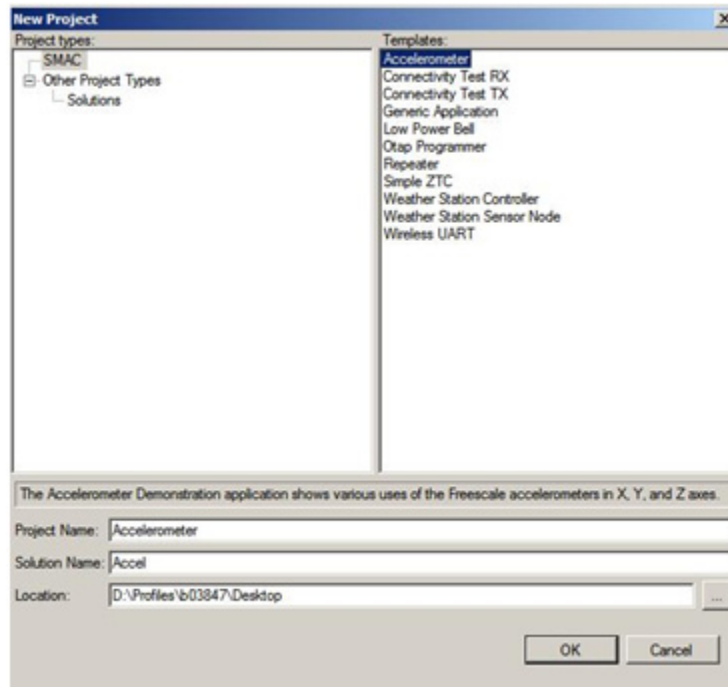 New Project
Project types:
SMAC
Other Project Types
Solutions
Templates:
Accelerometer
Connectivity Test RX
Connectivity Test TX
Generic Application
Low Power Bell
Otap Programmer
Repeater
Simple ZTC
Weather Station Controller
Weather Station Sensor Node
Wireless UART
The Accelerometer Demonstration application shows various uses of the Freescale accelerometers in X, Y, and Z axes.
Project Name: Accelerometer
Solution Name: Accel
Location: D:\Profiles\b03847\Desktop
...
OK Cancel